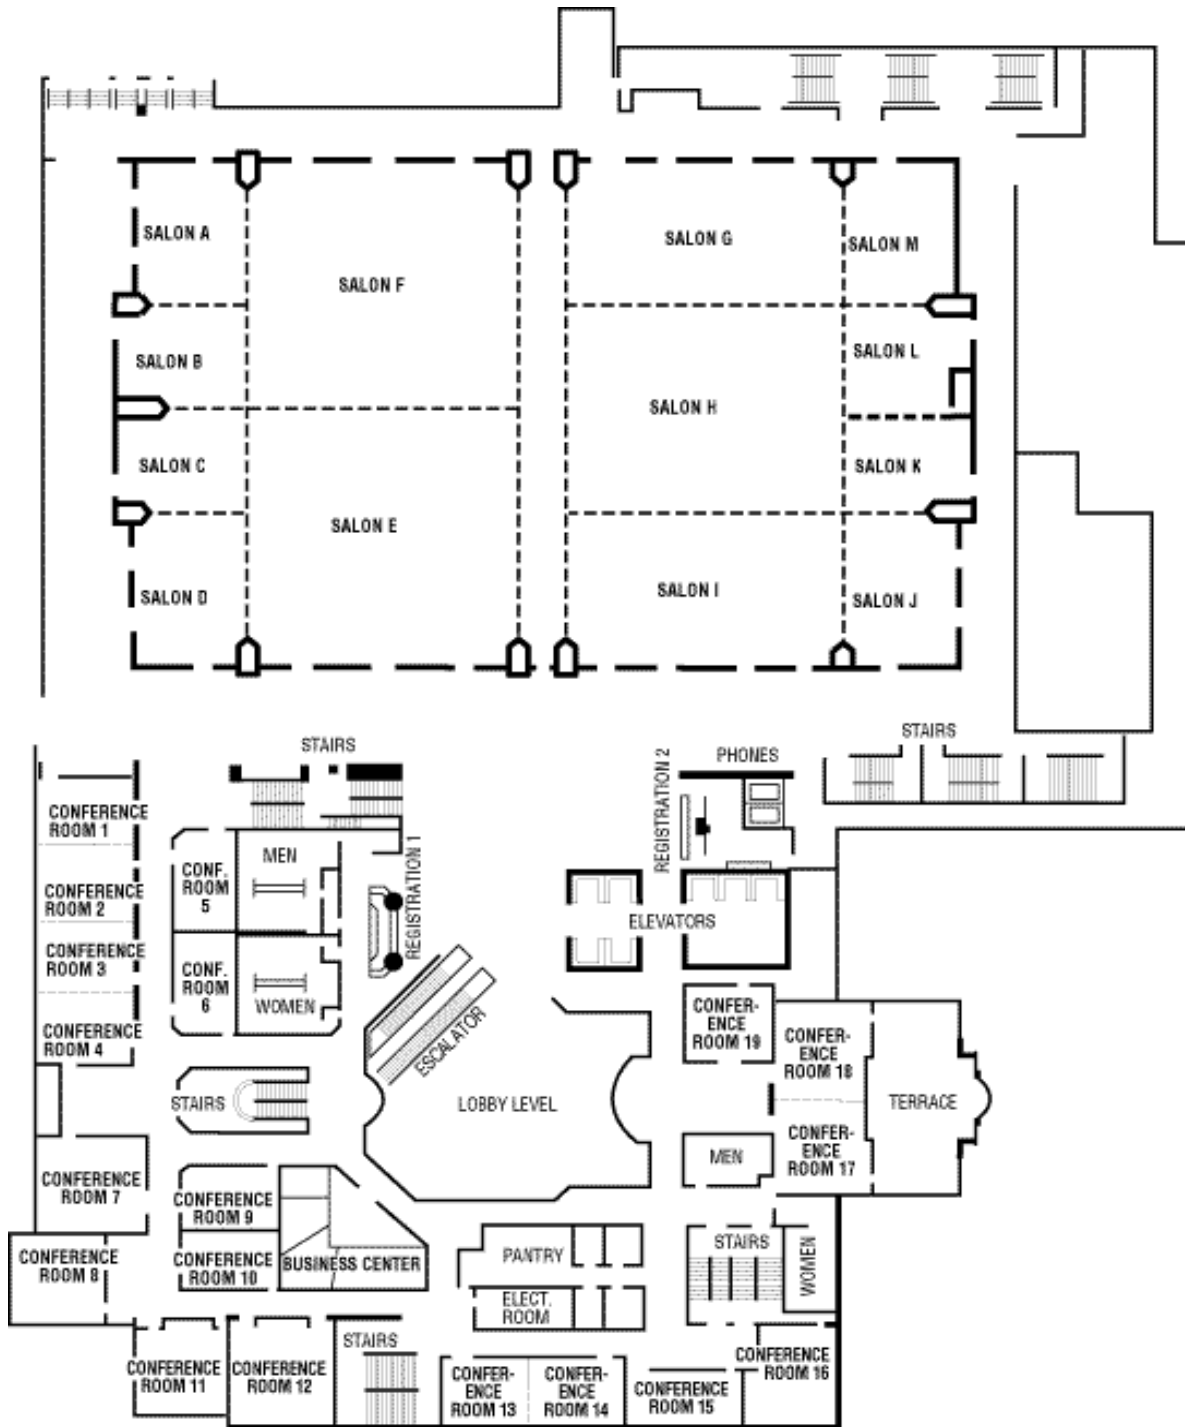 SALON A
SALON F
SALON G
SALON M
SALON B
SALON L
SALON H
SALON C
SALON K
SALON E
SALON D
SALON I
SALON J
STAIRS
STAIRS
PHONES
REGISTRATION 2
CONFERENCE
ROOM 1
MEN
CONF.
ROOM
5
REGISTRATION 1
CONFERENCE
ROOM 2
ELEVATORS
CONFERENCE
ROOM 3
CONF.
ROOM
6
WOMEN
CONFERENCE
ROOM 4
ESCALATOR
CONFER-
ENCE
ROOM 19
CONFER-
ENCE
ROOM 18
STAIRS
LOBBY LEVEL
TERRACE
MEN
CONFER-
ENCE
ROOM 17
CONFERENCE
ROOM 7
CONFERENCE
ROOM 9
CONFERENCE
ROOM 8
CONFERENCE
ROOM 10
BUSINESS CENTER
PANTRY
STAIRS
WOMEN
ELECT.
ROOM
STAIRS
CONFERENCE
ROOM 11
CONFERENCE
ROOM 12
CONFER-
ENCE
ROOM 13
CONFER-
ENCE
ROOM 14
CONFERENCE
ROOM 15
CONFERENCE
ROOM 16